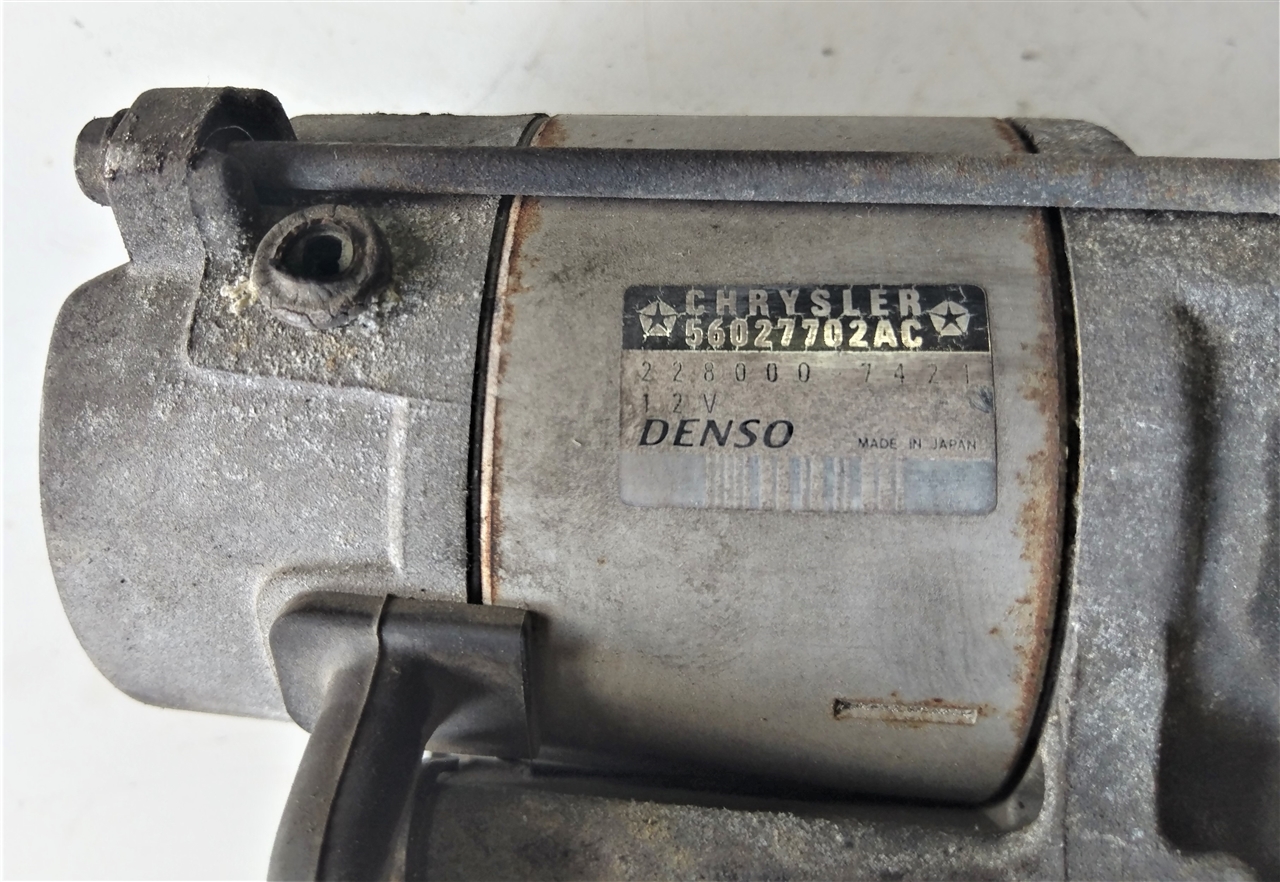 CHRYSLER
56027702AC
228000 7421
12V
DENSO
MADE IN JAPAN